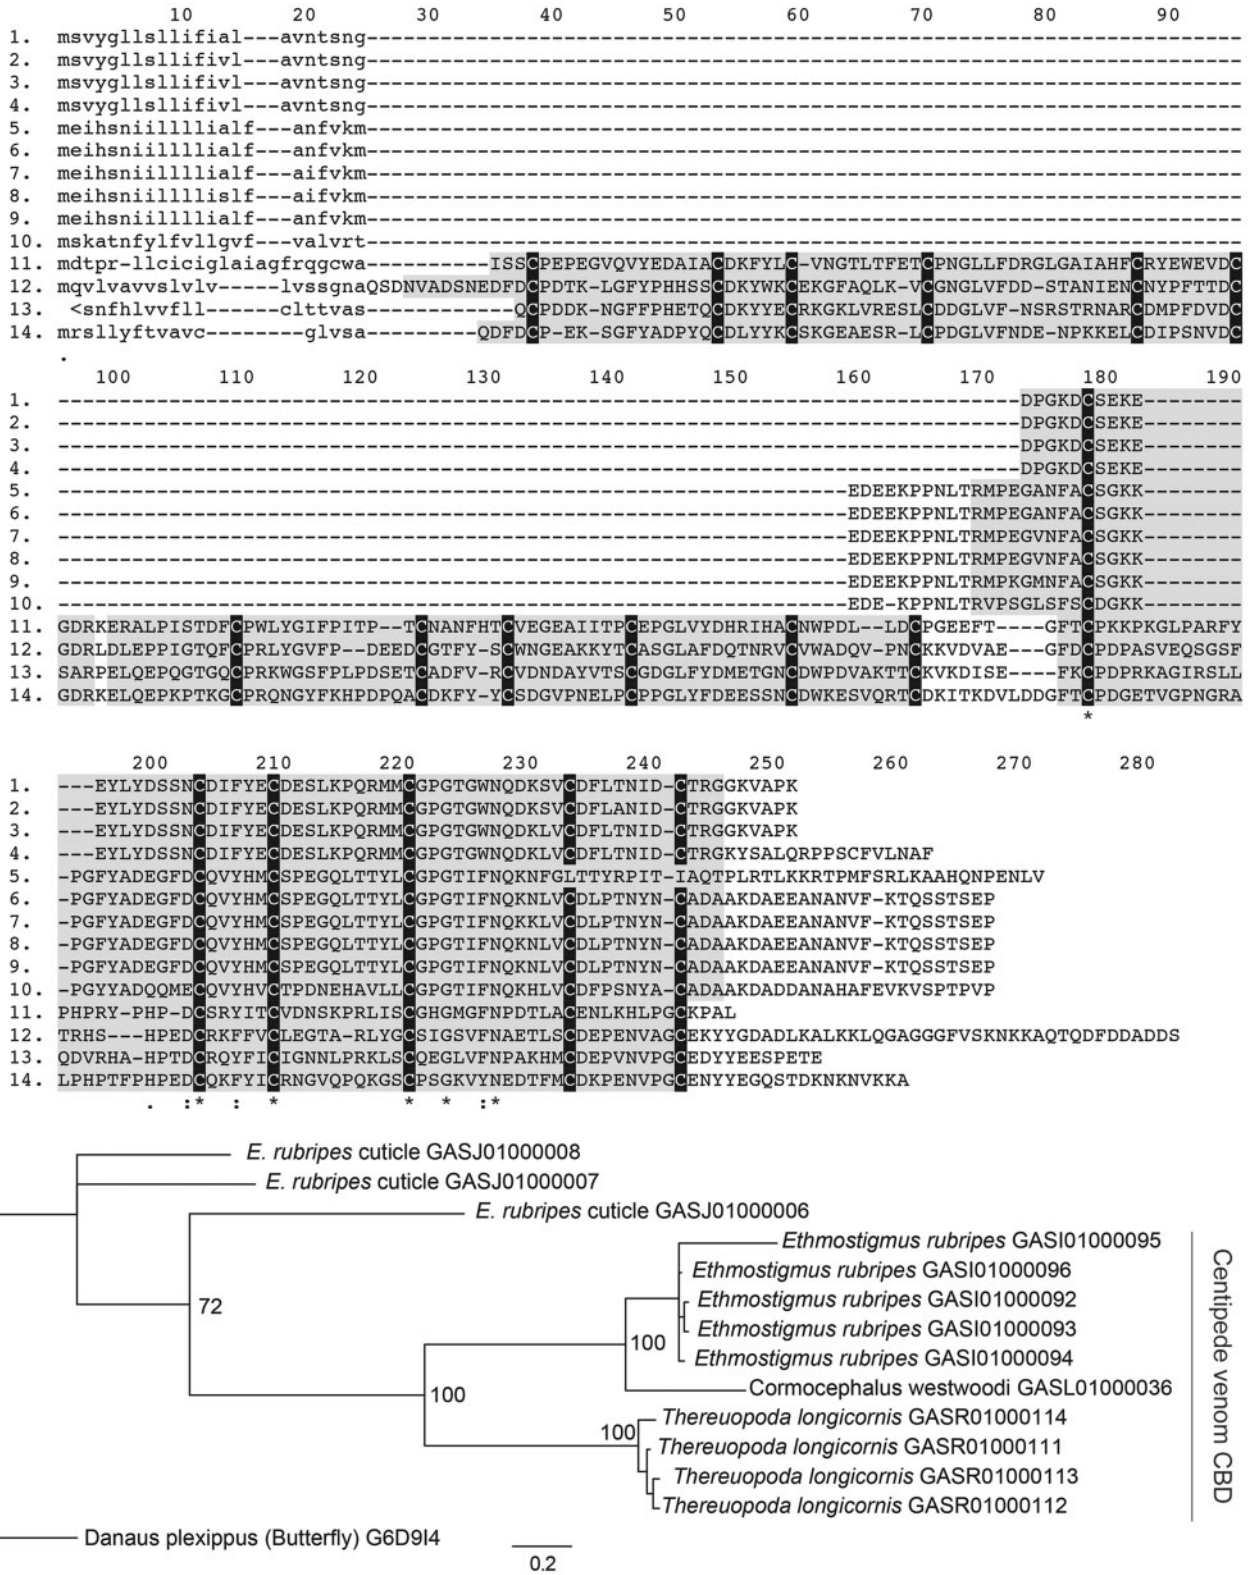 10 20 30 40 50 60 70 80 90
1. msvygllsllifial---avntsng-----------------------------------------------------------------------
2. msvygllsllifivl---avntsng-----------------------------------------------------------------------
3. msvygllsllifivl---avntsng-----------------------------------------------------------------------
4. msvygllsllifivl---avntsng-----------------------------------------------------------------------
5. meihsniillllialf---anfvkm-----------------------------------------------------------------------
6. meihsniillllialf---anfvkm-----------------------------------------------------------------------
7. meihsniillllialf---aifvkm-----------------------------------------------------------------------
8. meihsniillllislf---aifvkm-----------------------------------------------------------------------
9. meihsniillllialf---anfvkm-----------------------------------------------------------------------
10. mskatnfylfvllgvf---valvrt-----------------------------------------------------------------------
11. mdtpr-llciciglaiagfrqgcwa----------ISSCPEPEGVQVYEDAIACDKFYLC-VNGTLTFETCPNGLLFDRGLGAIAHFCRYEWEVDC
12. mqvlvavvslvlv-----lvssgnaQSDNVADSNEDFDCPDTK-LGFYPHHSSCDKYWKCEKGFAQLK-VCGNGLVFDD-STANIENCNYPFTTDC
13. <snfhlvvfll------clttvas------------QCPDDK-NGFFPHETQCDKYYECRKGKLVRESLCDDGLVF-NSRSTRNARCDMPFDVDC
14. mrsllyftvavc--------glvsa---------QDFDCP-EK-SGFYADPYQCDLYYKCSKGEAESR-LCPDGLVFNDE-NPKKELCDIPSNVDC
.
100 110 120 130 140 150 160 170 180 190
1. ------------------------------------------------------------------------------DPGKDCSEKE--------
2. ------------------------------------------------------------------------------DPGKDCSEKE--------
3. ------------------------------------------------------------------------------DPGKDCSEKE--------
4. ------------------------------------------------------------------------------DPGKDCSEKE--------
5. ----------------------------------------------------------------EDEEKPPNLTRMPEGANFACSGKK--------
6. ----------------------------------------------------------------EDEEKPPNLTRMPEGANFACSGKK--------
7. ----------------------------------------------------------------EDEEKPPNLTRMPEGVNFACSGKK--------
8. ----------------------------------------------------------------EDEEKPPNLTRMPEGVNFACSGKK--------
9. ----------------------------------------------------------------EDEEKPPNLTRMPKGMNFACSGKK--------
10. ----------------------------------------------------------------EDE-KPPNLTRVPSGLSFSCDGKK--------
11. GDRKERALPISTDFCPWLYGIFPITP--TCNANFHTCVEGEAIITPCEPGLVYDHRIHACNWPDL--LDCPGEEFT----GFTCPKKPKGLPARFY
12. GDRLDLEPPIGTQFCPRLYGVFP--DEEDCGTFY-SCWNGEAKKYTCASGLAFDQTNRVCVWADQV-PNCKKVDVAE---GFDCPDPASVEQSGSF
13. SARPELQEPQGTGQCPRKWGSFPLPDSETCADFV-RCVDNDAYVTSCGDGLFYDMETGNCDWPDVAKTTCKVKDISE----FKCPDPRKAGIRSLL
14. GDRKELQEPKPTKGCPRQNGYFKHPDPQACDKFY-YCSDGVPNELPCPPGLYFDEESSNCDWKESVQRTCDKITKDVLDDGFTCPDGETVGPNGRA
*
200 210 220 230 240 250 260 270 280
1. ---EYLYDSSNCDIFYECDESLKPQRMMCGPGTGWNQDKSVCDFLTNID-CTRGGKVAPK
2. ---EYLYDSSNCDIFYECDESLKPQRMMCGPGTGWNQDKSVCDFLANID-CTRGGKVAPK
3. ---EYLYDSSNCDIFYECDESLKPQRMMCGPGTGWNQDKLVCDFLTNID-CTRGGKVAPK
4. ---EYLYDSSNCDIFYECDESLKPQRMMCGPGTGWNQDKLVCDFLTNID-CTRGKYSALQRPPSCFVLNAF
5. -PGFYADEGFDCQVYHMCSPEGQLTTYLCGPGTIFNQKNFGLTTYRPIT-IAQTPLRTLKKRTPMFSRLKAAHQNPENLV
6. -PGFYADEGFDCQVYHMCSPEGQLTTYLCGPGTIFNQKNLVCDLPTNYN-CADAAKDAEEANANVF-KTQSSTSEP
7. -PGFYADEGFDCQVYHMCSPEGQLTTYLCGPGTIFNQKKLVCDLPTNYN-CADAAKDAEEANANVF-KTQSSTSEP
8. -PGFYADEGFDCQVYHMCSPEGQLTTYLCGPGTIFNQKNLVCDLPTNYN-CADAAKDAEEANANVF-KTQSSTSEP
9. -PGFYADEGFDCQVYHMCSPEGQLTTYLCGPGTIFNQKNLVCDLPTNYN-CADAAKDAEEANANVF-KTQSSTSEP
10. -PGYYADQQMECQVYHVCTPDNEHAVLLCGPGTIFNQKHLVCDFPSNYA-CADAAKDADDANAHAFEVKVSPTPVP
11. PHPRY-PHP-DCSRYITCVDNSKPRLISCGHGMGFNPDTLACENLKHLPGCKPAL
12. TRHS---HPEDCRKFFVCLEGTA-RLYGCSIGSVFNAETLSCDEPENVAGCEKYYGDADLKALKKLQGAGGGFVSKNKKAQTQDFDDADDS
13. QDVRHA-HPTDCRQYFICIGNNLPRKLSCQEGLVFNPAKHMCDEPVNVPGCEDYYEESPETE
14. LPHPTFPHPEDCQKFYICRNGVQPQKGSCPSGKVYNEDTFMCDKPENVPGCENYYEGQSTDKNKNVKKA
. :* : * * * :*
E. rubripes cuticle GASJ01000008
E. rubripes cuticle GASJ01000007
E. rubripes cuticle GASJ01000006
Ethmostigmus rubripes GASI01000095
Ethmostigmus rubripes GASI01000096
Ethmostigmus rubripes GASI01000092
72
Ethmostigmus rubripes GASI01000093
100
Ethmostigmus rubripes GASI01000094
Cormocephalus westwoodi GASL01000036
100
Thereuopoda longicornis GASR01000114
100
Thereuopoda longicornis GASR01000111
Thereuopoda longicornis GASR01000113
Thereuopoda longicornis GASR01000112
Centipede venom CBD
Danaus plexippus (Butterfly) G6D9I4
0.2